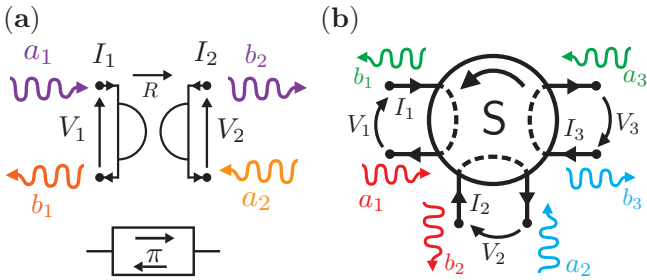 (a)
a₁ I₁ R I₂ b₂
V₁ V₂
b₁ a₂
π
(b)
b₁ a₃
I₁ S I₃
V₁ V₃
a₁ I₂ b₃
b₂ V₂ a₂